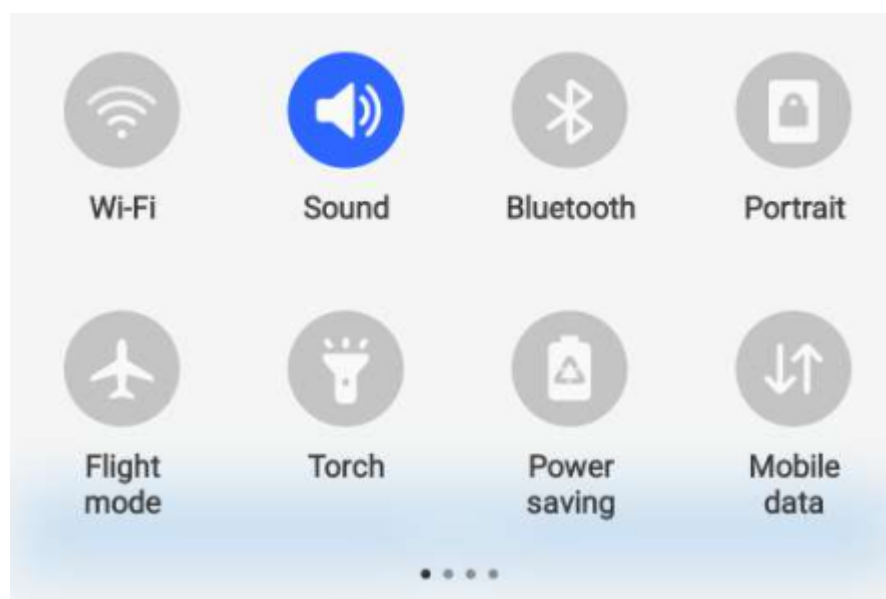 Wi-Fi
Sound
Bluetooth
Portrait
Flight
mode
Torch
Power
saving
Mobile
data